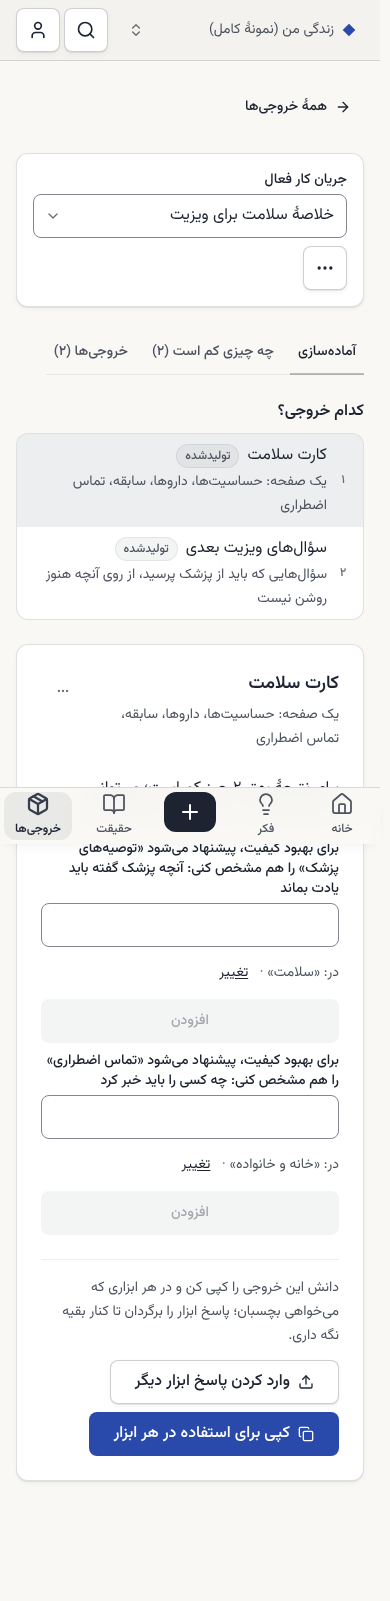 زندگی من (نمونهٔ کامل)
همهٔ خروجی‌ها
جریان کار فعال
خلاصهٔ سلامت برای ویزیت
آماده‌سازی
چه چیزی کم است (۲)
خروجی‌ها (۲)
کدام خروجی؟
۱
کارت سلامت تولیدشده
یک صفحه: حساسیت‌ها، داروها، سابقه، تماس
اضطراری
۲
سؤال‌های ویزیت بعدی تولیدشده
سؤال‌هایی که باید از پزشک پرسید، از روی آنچه هنوز
روشن نیست
کارت سلامت
...
یک صفحه: حساسیت‌ها، داروها، سابقه،
تماس اضطراری
خانه
فکر
حقیقت
خروجی‌ها
برای بهبود کیفیت، پیشنهاد می‌شود «توصیه‌های
پزشک» را هم مشخص کنی: آنچه پزشک گفته باید
یادت بماند
در: «سلامت» · تغییر
افزودن
برای بهبود کیفیت، پیشنهاد می‌شود «تماس اضطراری»
را هم مشخص کنی: چه کسی را باید خبر کرد
در: «خانه و خانواده» · تغییر
افزودن
دانش این خروجی را کپی کن و در هر ابزاری که
می‌خواهی بچسبان؛ پاسخ ابزار را برگردان تا کنار بقیه
نگه داری.
وارد کردن پاسخ ابزار دیگر
کپی برای استفاده در هر ابزار